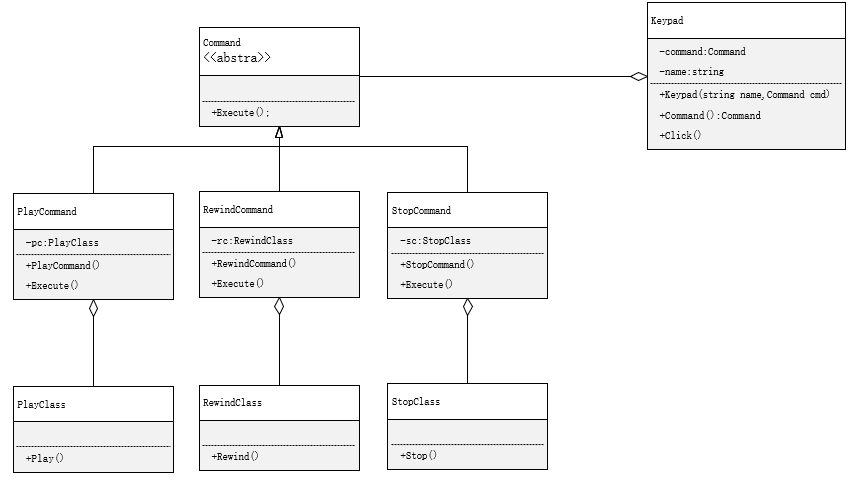 Keypad
-command:Command
-name:string
+Keypad(string name,Command cmd)
+Command():Command
+Click()
Command
<<abstra>>
+Execute();
PlayCommand
-pc:PlayClass
+PlayCommand()
+Execute()
RewindCommand
-rc:RewindClass
+RewindCommand()
+Execute()
StopCommand
-sc:StopClass
+StopCommand()
+Execute()
PlayClass
+Play()
RewindClass
+Rewind()
StopClass
+Stop()